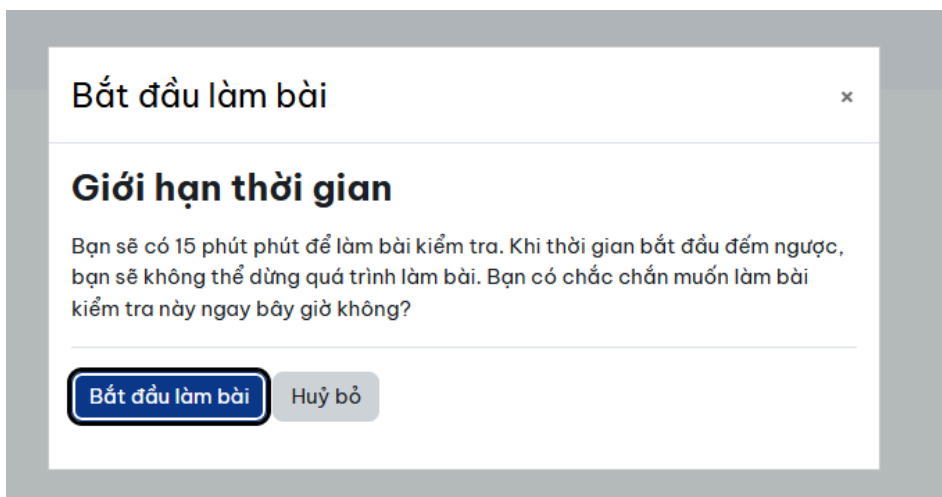 Bắt đầu làm bài
×
Giới hạn thời gian
Bạn sẽ có 15 phút phút để làm bài kiểm tra. Khi thời gian bắt đầu đếm ngược,
bạn sẽ không thể dừng quá trình làm bài. Bạn có chắc chắn muốn làm bài
kiểm tra này ngay bây giờ không?
Bắt đầu làm bài
Huỷ bỏ